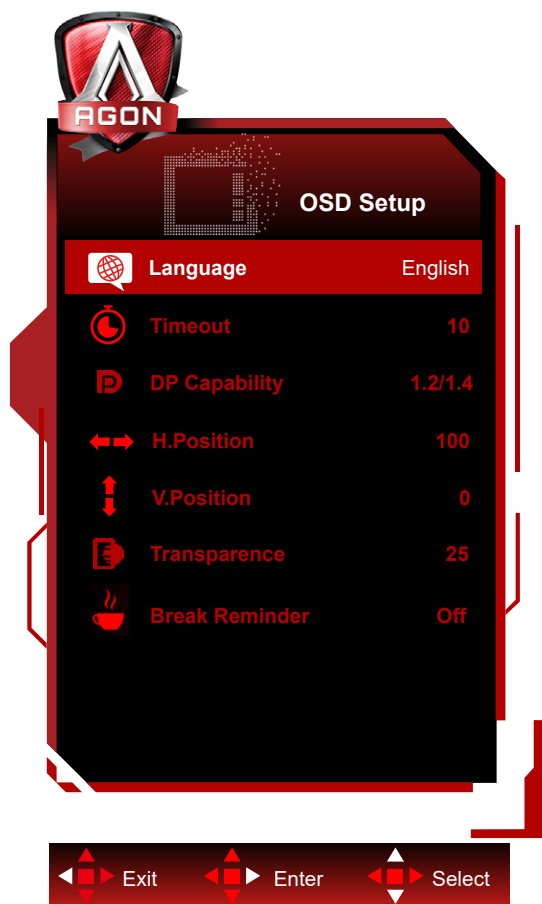 AGON
OSD Setup
Language English
Timeout 10
DP Capability 1.2/1.4
H.Position 100
V.Position 0
Transparence 25
Break Reminder Off
Exit Enter Select